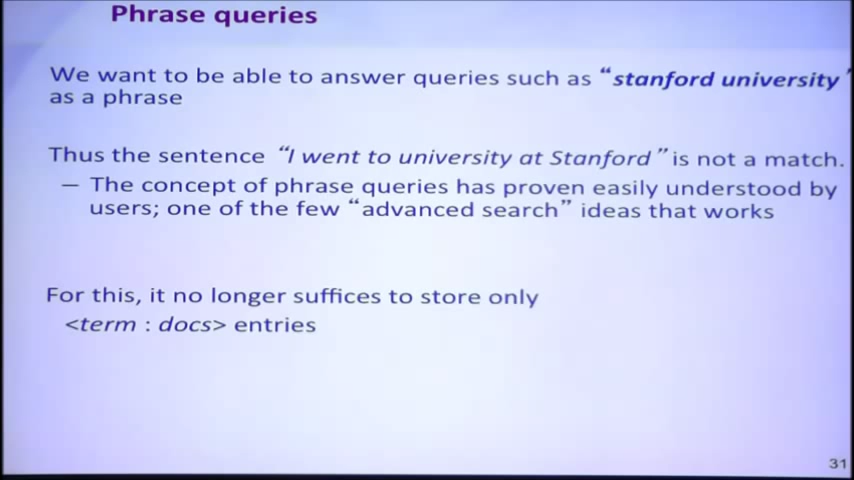 Phrase queries
We want to be able to answer queries such as “stanford university”
as a phrase
Thus the sentence “I went to university at Stanford” is not a match.
— The concept of phrase queries has proven easily understood by
users; one of the few “advanced search” ideas that works
For this, it no longer suffices to store only
<term : docs> entries
31